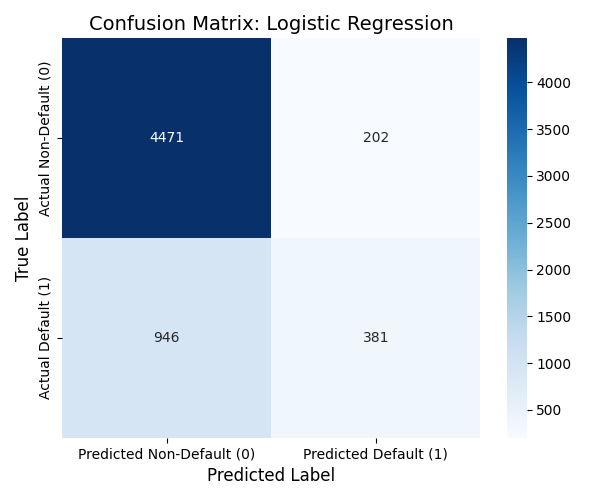 Confusion Matrix: Logistic Regression
True Label
Actual Non-Default (0)
Actual Default (1)
4471
202
946
381
Predicted Non-Default (0)
Predicted Default (1)
Predicted Label
4000
3500
3000
2500
2000
1500
1000
500